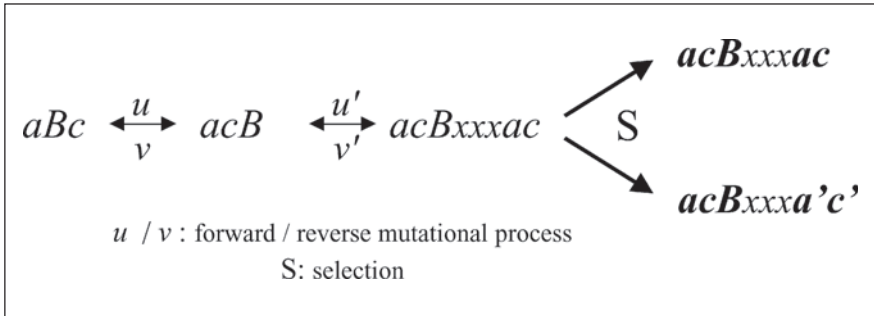 acBxxxac
aBc u v acB u' v' acBxxxac S
acBxxxa’c’
u / v : forward / reverse mutational process
S: selection